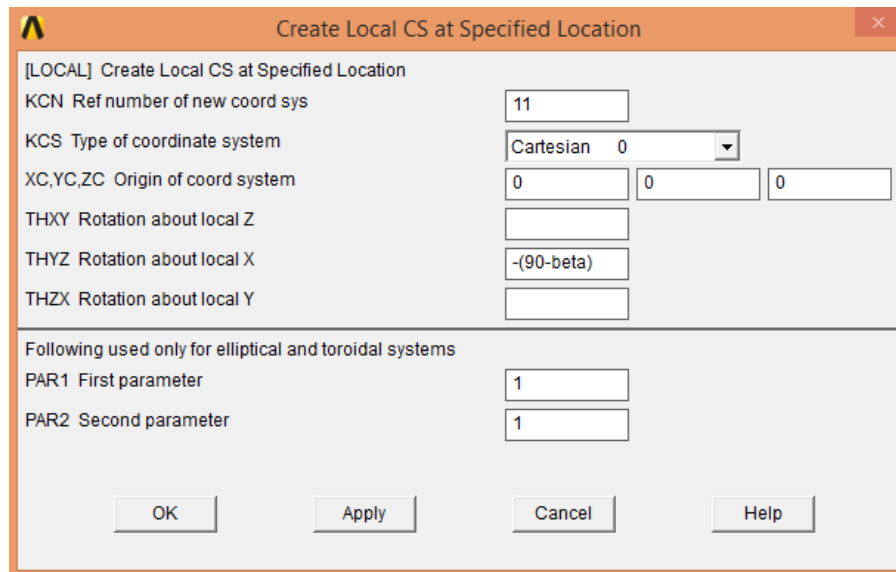 Create Local CS at Specified Location
[LOCAL] Create Local CS at Specified Location
KCN Ref number of new coord sys 11
KCS Type of coordinate system Cartesian 0
XC,YC,ZC Origin of coord system 0 0 0
THXY Rotation about local Z
THYZ Rotation about local X -(90-beta)
THZX Rotation about local Y
Following used only for elliptical and toroidal systems
PAR1 First parameter 1
PAR2 Second parameter 1
OK Apply Cancel Help